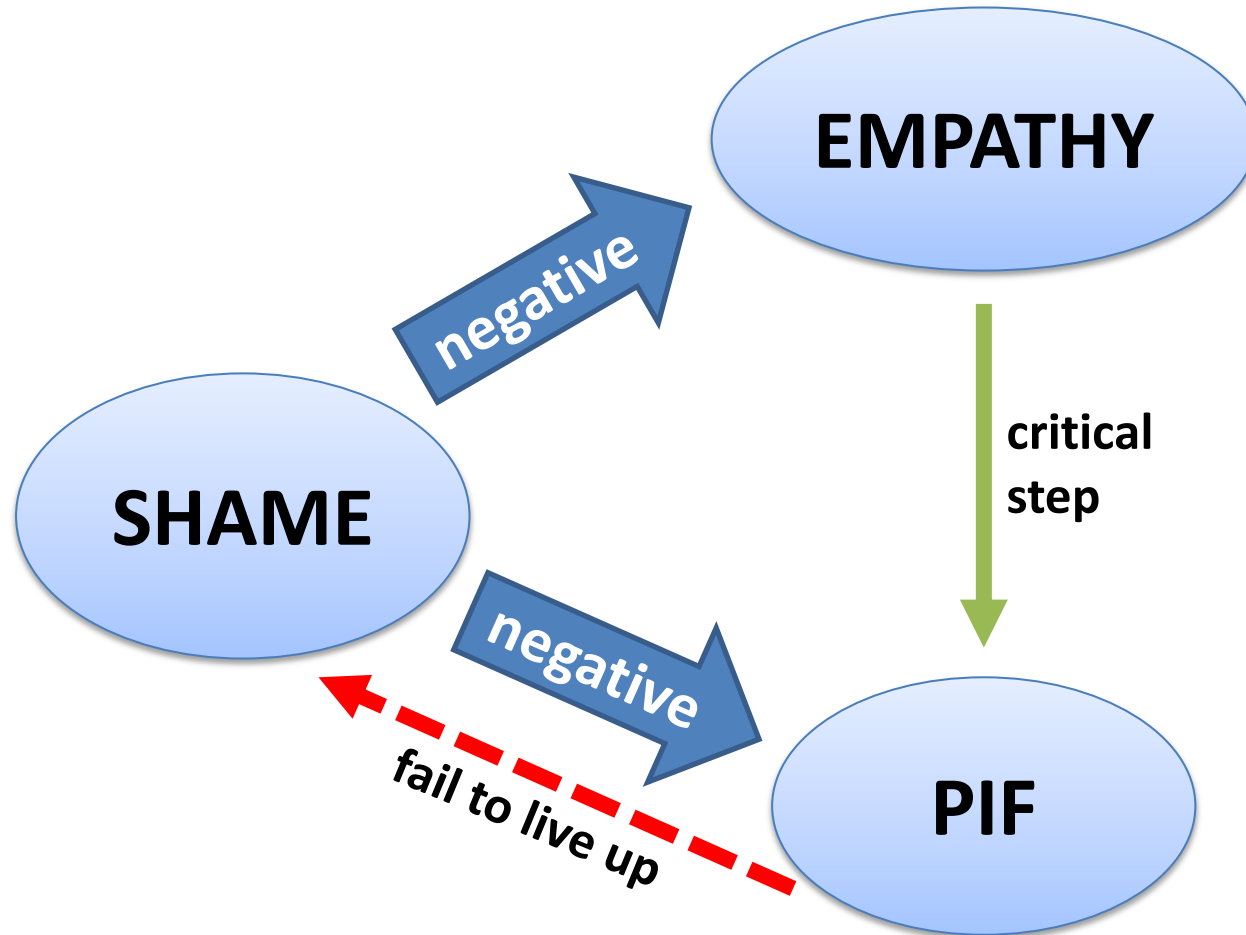 EMPATHY
negative
critical
step
SHAME
negative
fail to live up
PIF